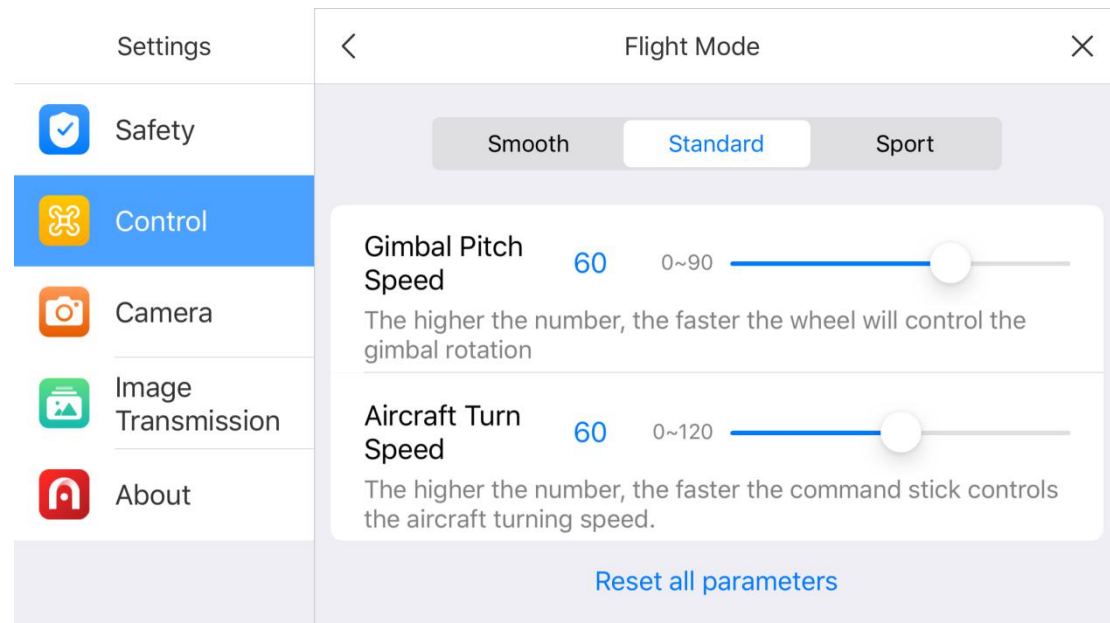 Settings
Flight Mode
Safety
Control
Camera
Image
Transmission
About
Smooth
Standard
Sport
Gimbal Pitch
Speed
60
0~90
The higher the number, the faster the wheel will control the
gimbal rotation
Aircraft Turn
Speed
60
0~120
The higher the number, the faster the command stick controls
the aircraft turning speed.
Reset all parameters